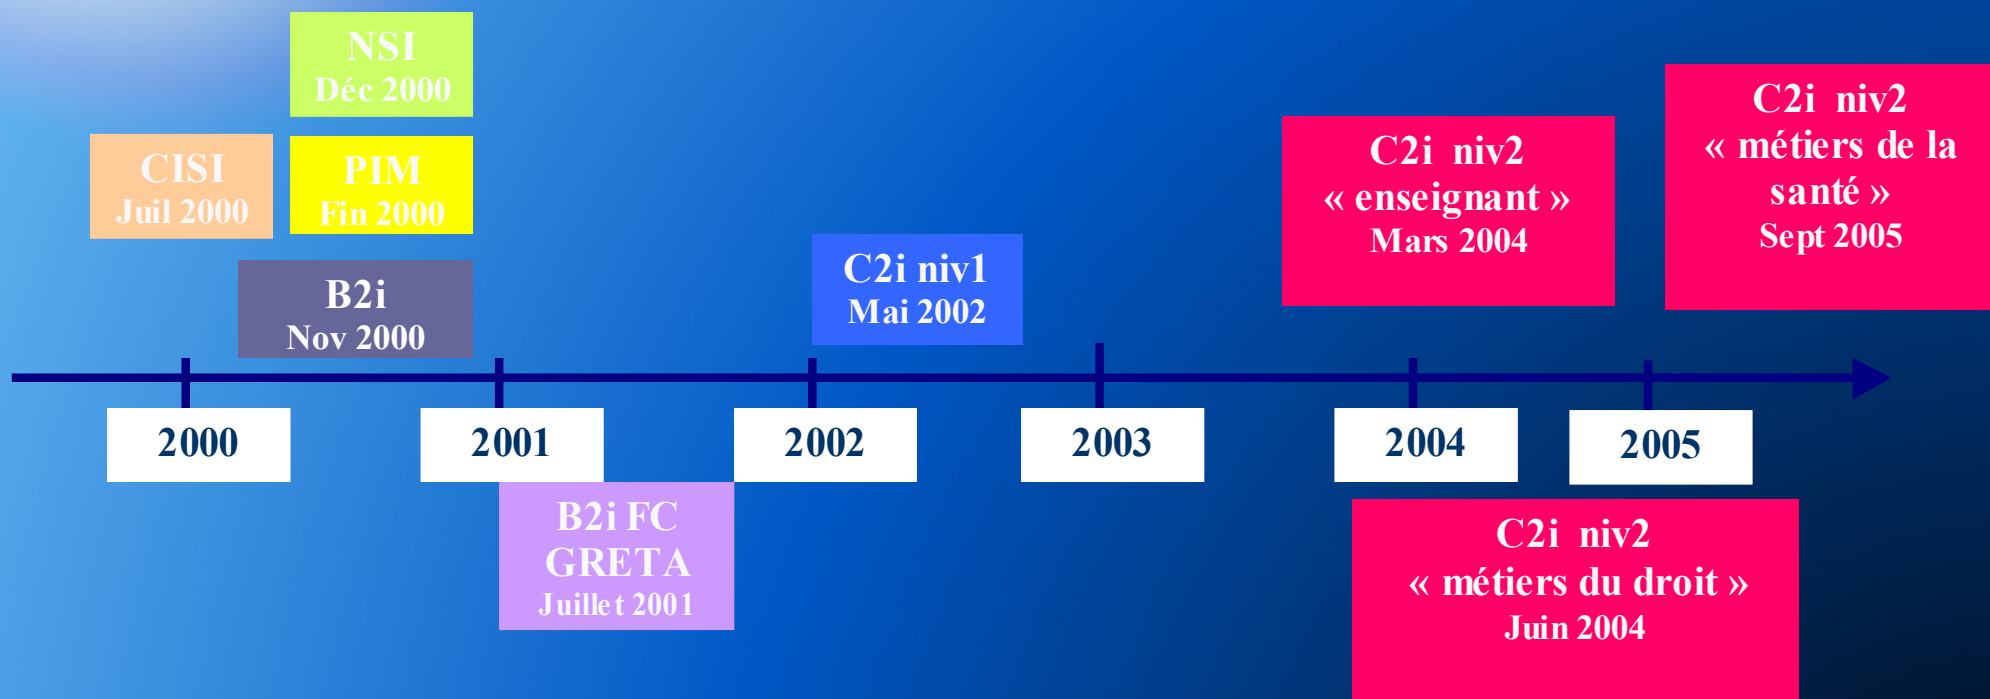 NSI
Déc 2000
CISI
Juil 2000
PIM
Fin 2000
B2i
Nov 2000
C2i niv1
Mai 2002
C2i niv2
« enseignant »
Mars 2004
C2i niv2
« métiers de la
santé »
Sept 2005
2000
2001
2002
2003
2004
2005
B2i FC
GRETA
Juillet 2001
C2i niv2
« métiers du droit »
Juin 2004